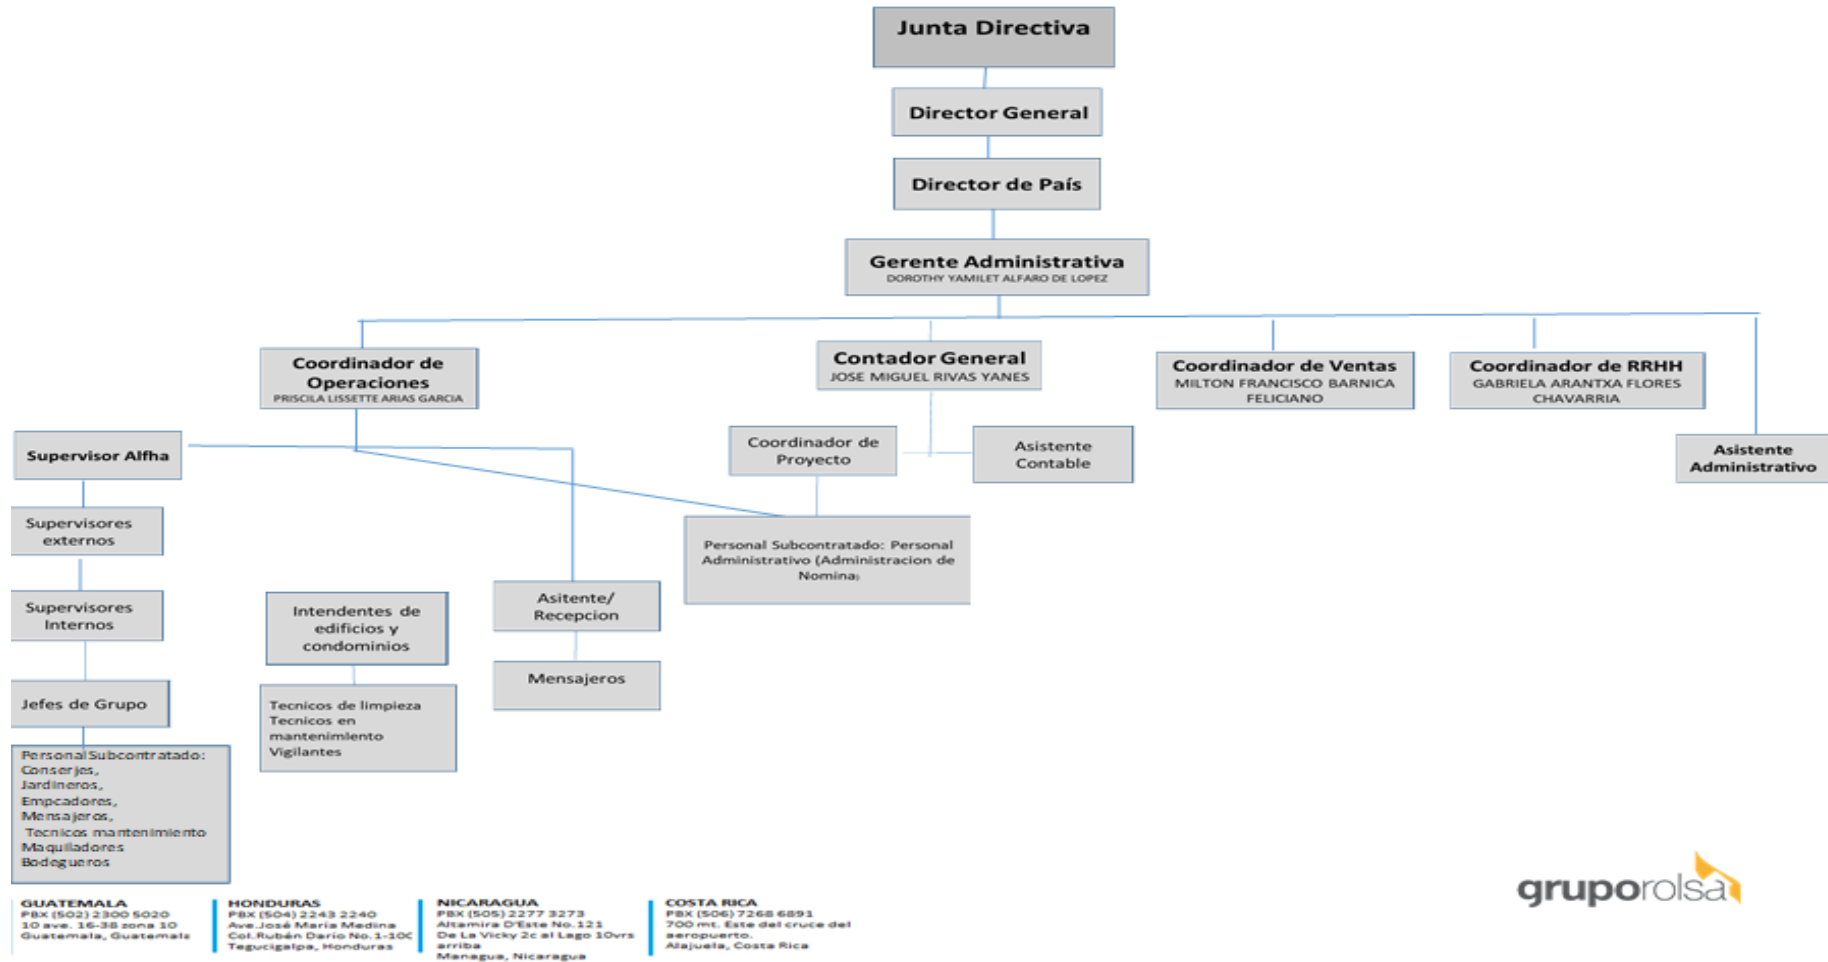 Junta Directiva
Director General
Director de País
Gerente Administrativa
DOROTHY YAMILET ALFARO DE LOPEZ
Coordinador de
Operaciones
PRISCILA LISSETTE ARIAS GARCIA
Contador General
JOSE MIGUEL RIVAS YANES
Coordinador de Ventas
MILTON FRANCISCO BARNICA
FELICIANO
Coordinador de RRHH
GABRIELA ARANTXA FLORES
CHAVARRIA
Supervisor Alfha
Coordinador de
Proyecto
Asistente
Contable
Asistente
Administrativo
Supervisores
externos
Personal Subcontratado: Personal
Administrativo (Administracion de
Nomina)
Supervisores
Internos
Intendentes de
edificios y
condominios
Asitente/
Recepcion
Mensajeros
Jefes de Grupo
Tecnicos de limpieza
Tecnicos en
mantenimiento
Vigilantes
Personal Subcontratado:
Conserjes,
Jardineros,
Empcadores,
Mensajeros,
Tecnicos mantenimiento
Maquiladores
Bodegueros
gruporolsa
GUATEMALA
PBX (502) 2300 5020
10 ave. 16-38 zona 10
Guatemala, Guatemala
HONDURAS
PBX (504) 2243 2240
Ave.José María Medina
Col.Rubén Darío No.1-100
Tegucigalpa, Honduras
NICARAGUA
PBX (505) 2277 3273
Altamira D'Este No.121
De La Vicky 2c al Lago 10vrs
arriba
Managua, Nicaragua
COSTA RICA
PBX (506) 7268 6891
700 mt. Este del cruce del
aeropuerto.
Alajuela, Costa Rica